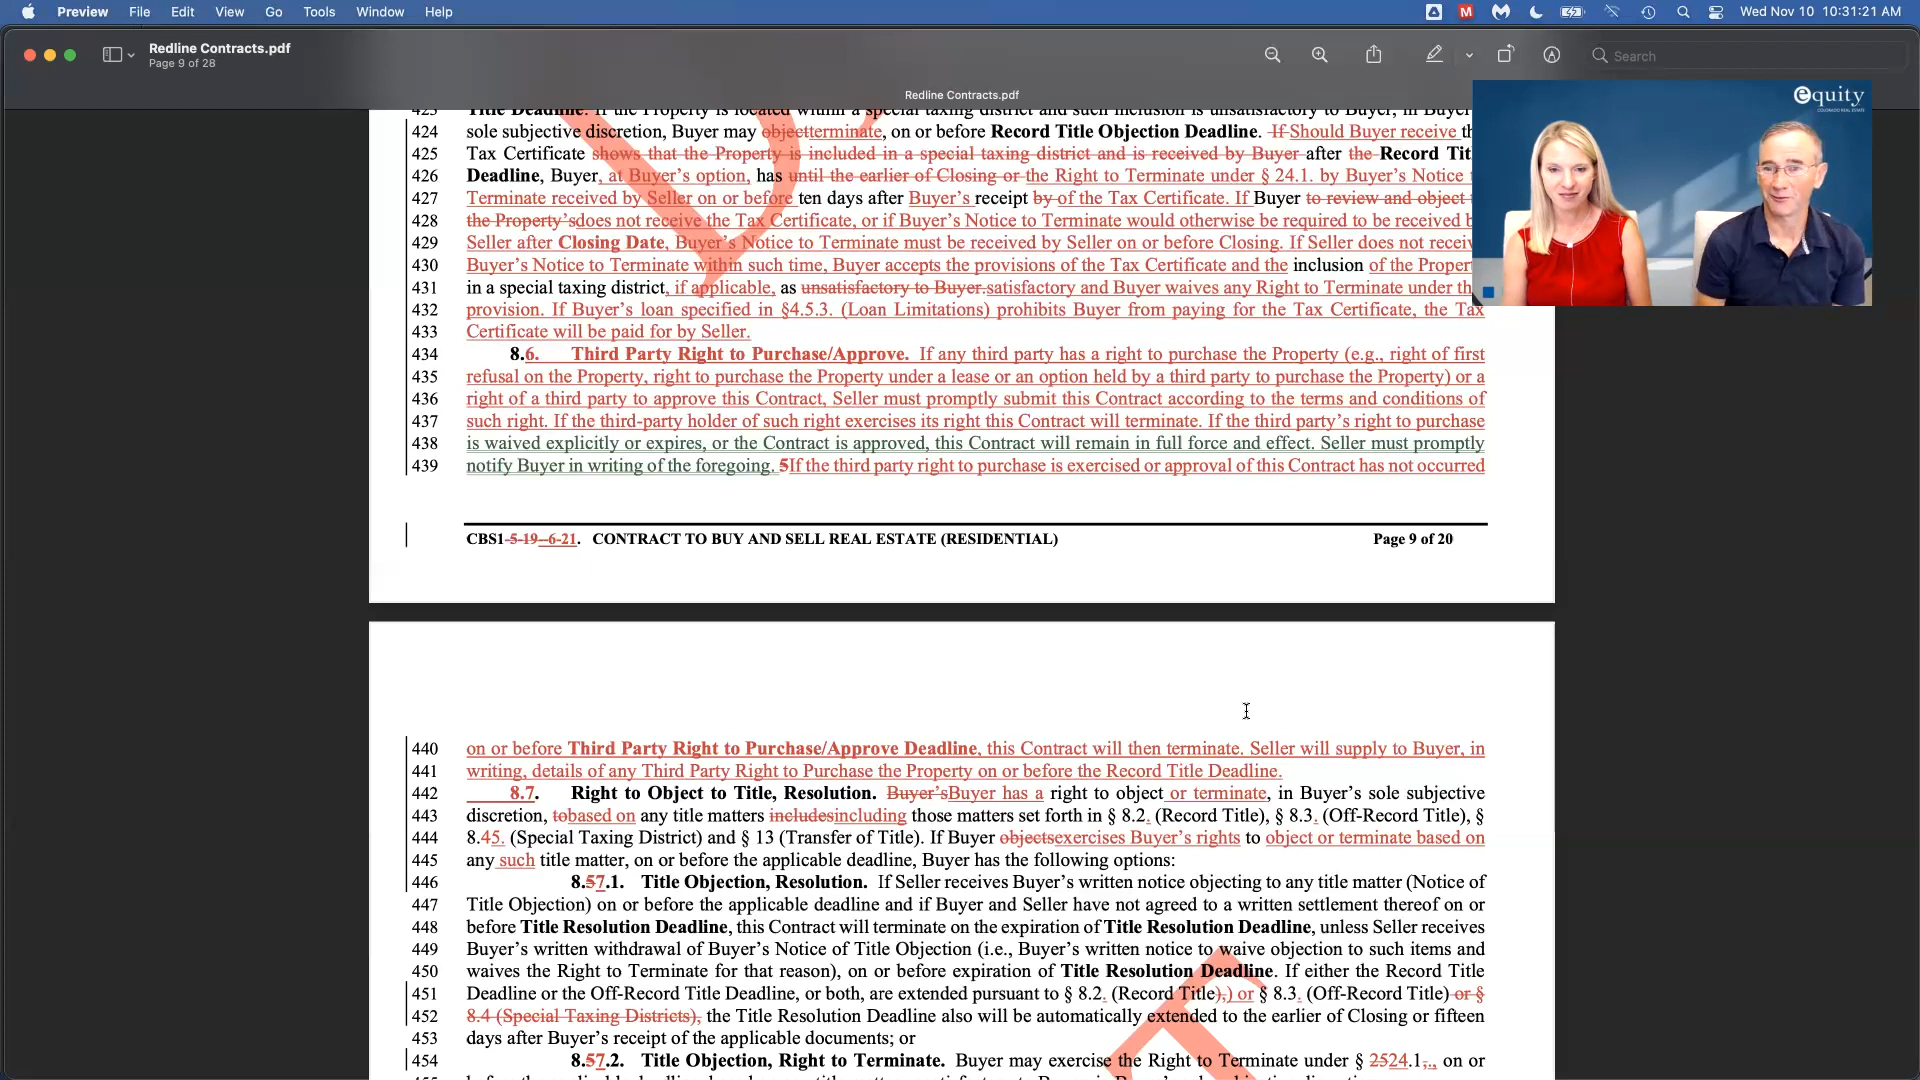 Preview File Edit View Go Tools Window Help Wed Nov 10 10:31:21 AM
Redline Contracts.pdf
Page 9 of 28
Search
Redline Contracts.pdf
equity
COLORADO REAL ESTATE
423 Title Deadline. If the Property is located within a special taxing district and such inclusion is unsatisfactory to Buyer, in Buyer
424 sole subjective discretion, Buyer may objectterminate, on or before Record Title Objection Deadline. If Should Buyer receive th
425 Tax Certificate shows that the Property is included in a special taxing district and is received by Buyer after the Record Tit
426 Deadline, Buyer, at Buyer's option, has until the earlier of Closing or the Right to Terminate under § 24.1. by Buyer's Notice
427 Terminate received by Seller on or before ten days after Buyer's receipt by of the Tax Certificate. If Buyer to review and object
428 the Property'sdoes not receive the Tax Certificate, or if Buyer's Notice to Terminate would otherwise be required to be received b
429 Seller after Closing Date, Buyer's Notice to Terminate must be received by Seller on or before Closing. If Seller does not receiv
430 Buyer's Notice to Terminate within such time, Buyer accepts the provisions of the Tax Certificate and the inclusion of the Proper
431 in a special taxing district, if applicable, as unsatisfactory to Buyer.satisfactory and Buyer waives any Right to Terminate under th
432 provision. If Buyer's loan specified in §4.5.3. (Loan Limitations) prohibits Buyer from paying for the Tax Certificate, the Tax
433 Certificate will be paid for by Seller.
434 8.6. Third Party Right to Purchase/Approve. If any third party has a right to purchase the Property (e.g., right of first
435 refusal on the Property, right to purchase the Property under a lease or an option held by a third party to purchase the Property) or a
436 right of a third party to approve this Contract, Seller must promptly submit this Contract according to the terms and conditions of
437 such right. If the third-party holder of such right exercises its right this Contract will terminate. If the third party's right to purchase
438 is waived explicitly or expires, or the Contract is approved, this Contract will remain in full force and effect. Seller must promptly
439 notify Buyer in writing of the foregoing. 5If the third party right to purchase is exercised or approval of this Contract has not occurred
CBS1-5-19--6-21. CONTRACT TO BUY AND SELL REAL ESTATE (RESIDENTIAL) Page 9 of 20
440 on or before Third Party Right to Purchase/Approve Deadline, this Contract will then terminate. Seller will supply to Buyer, in
441 writing, details of any Third Party Right to Purchase the Property on or before the Record Title Deadline.
442 8.7. Right to Object to Title, Resolution. Buyer'sBuyer has a right to object or terminate, in Buyer's sole subjective
443 discretion, tobased on any title matters includesincluding those matters set forth in § 8.2. (Record Title), § 8.3. (Off-Record Title), §
444 8.45. (Special Taxing District) and § 13 (Transfer of Title). If Buyer objectsexercises Buyer's rights to object or terminate based on
445 any such title matter, on or before the applicable deadline, Buyer has the following options:
446 8.57.1. Title Objection, Resolution. If Seller receives Buyer's written notice objecting to any title matter (Notice of
447 Title Objection) on or before the applicable deadline and if Buyer and Seller have not agreed to a written settlement thereof on or
448 before Title Resolution Deadline, this Contract will terminate on the expiration of Title Resolution Deadline, unless Seller receives
449 Buyer's written withdrawal of Buyer's Notice of Title Objection (i.e., Buyer's written notice to waive objection to such items and
450 waives the Right to Terminate for that reason), on or before expiration of Title Resolution Deadline. If either the Record Title
451 Deadline or the Off-Record Title Deadline, or both, are extended pursuant to § 8.2. (Record Title),) or § 8.3. (Off-Record Title) or §
452 8.4 (Special Taxing Districts), the Title Resolution Deadline also will be automatically extended to the earlier of Closing or fifteen
453 days after Buyer's receipt of the applicable documents; or
454 8.57.2. Title Objection, Right to Terminate. Buyer may exercise the Right to Terminate under § 2524.1,., on or